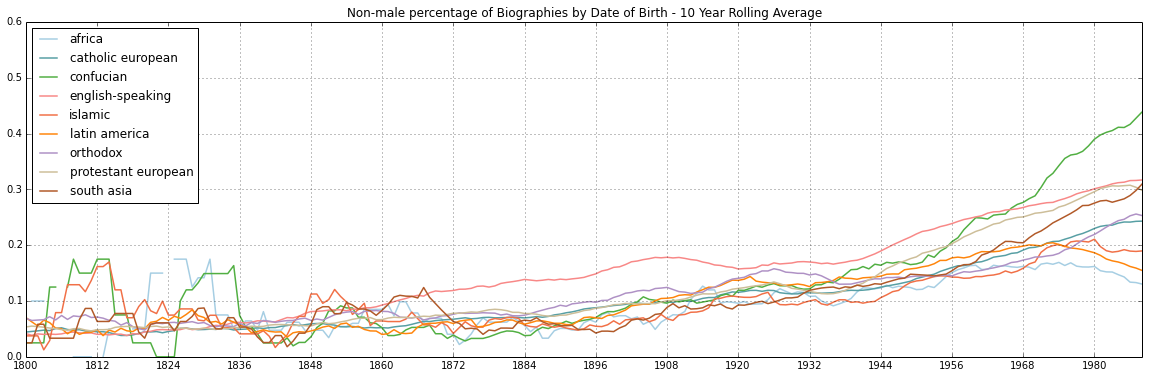 Non-male percentage of Biographies by Date of Birth - 10 Year Rolling Average
0.6
0.5
0.4
0.3
0.2
0.1
0.0
africa
catholic european
confucian
english-speaking
islamic
latin america
orthodox
protestant european
south asia
1800 1812 1824 1836 1848 1860 1872 1884 1896 1908 1920 1932 1944 1956 1968 1980